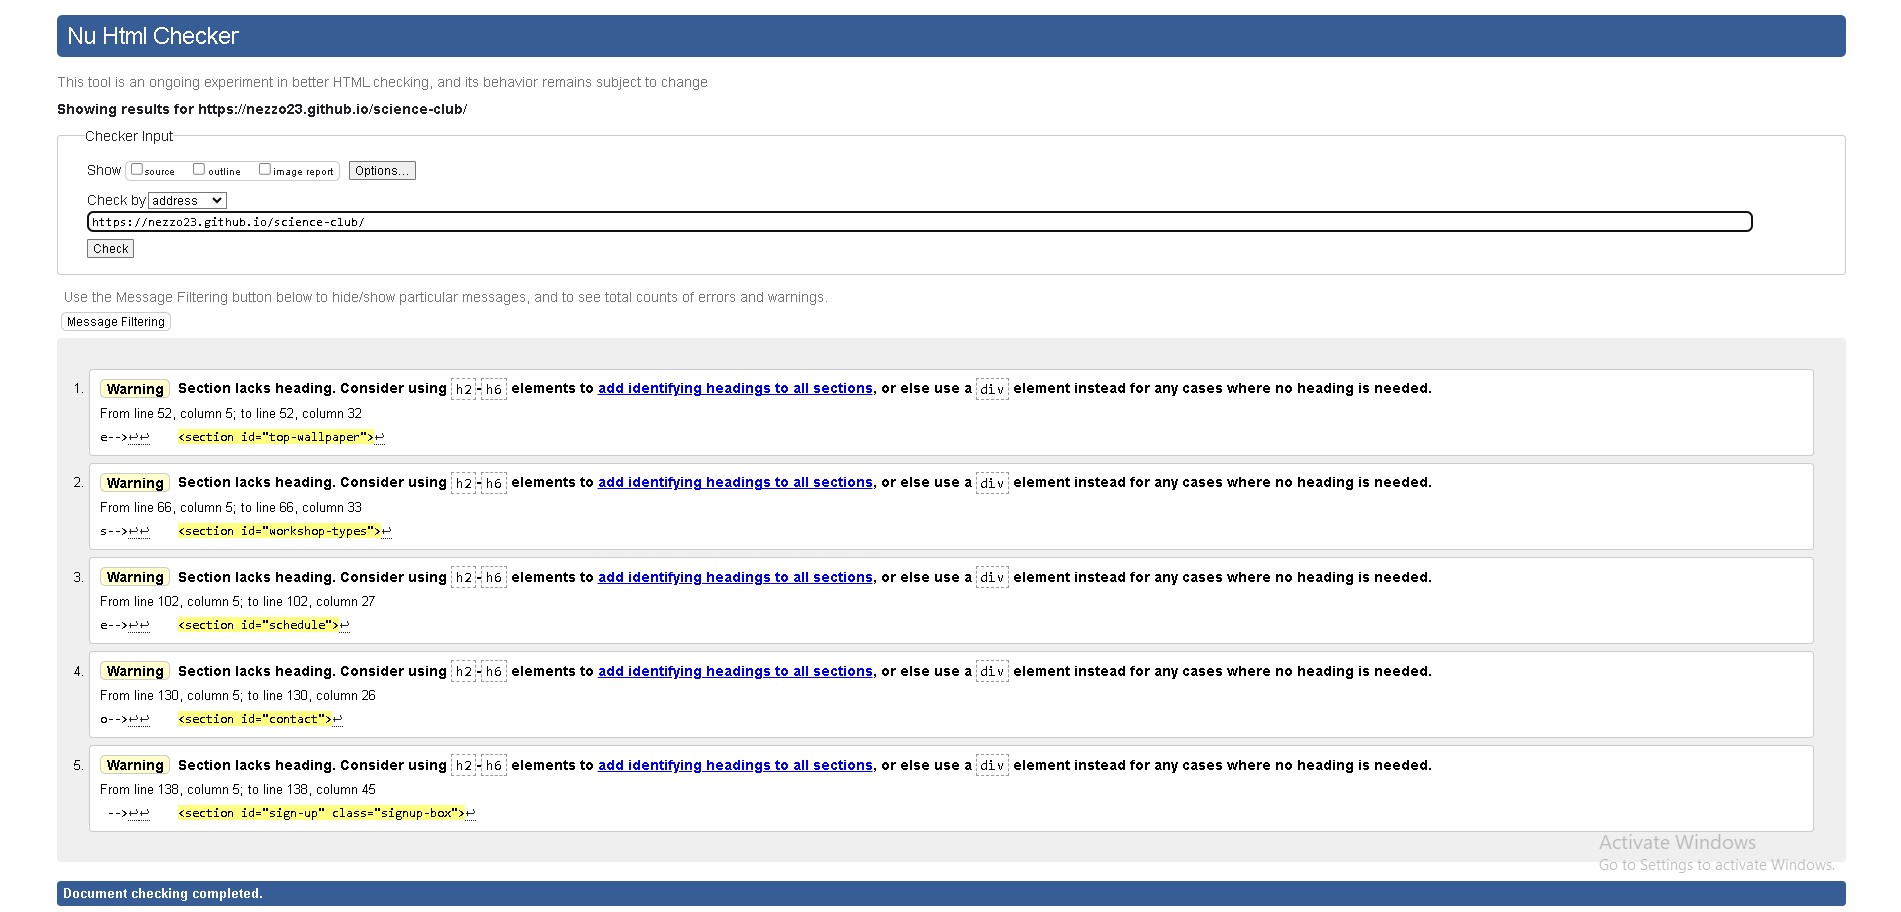 Nu Html Checker
This tool is an ongoing experiment in better HTML checking, and its behavior remains subject to change
Showing results for https://nezzo23.github.io/science-club/
Checker Input
Show source outline image report Options...
Check by address
https://nezzo23.github.io/science-club/
Check
Use the Message Filtering button below to hide/show particular messages, and to see total counts of errors and warnings.
Message Filtering
1. Warning Section lacks heading. Consider using h2-h6 elements to add identifying headings to all sections, or else use a div element instead for any cases where no heading is needed.
From line 52, column 5; to line 52, column 32
e-->↩↩ <section id="top-wallpaper">↩
2. Warning Section lacks heading. Consider using h2-h6 elements to add identifying headings to all sections, or else use a div element instead for any cases where no heading is needed.
From line 66, column 5; to line 66, column 33
s-->↩↩ <section id="workshop-types">↩
3. Warning Section lacks heading. Consider using h2-h6 elements to add identifying headings to all sections, or else use a div element instead for any cases where no heading is needed.
From line 102, column 5; to line 102, column 27
e-->↩↩ <section id="schedule">↩
4. Warning Section lacks heading. Consider using h2-h6 elements to add identifying headings to all sections, or else use a div element instead for any cases where no heading is needed.
From line 130, column 5; to line 130, column 26
o-->↩↩ <section id="contact">↩
5. Warning Section lacks heading. Consider using h2-h6 elements to add identifying headings to all sections, or else use a div element instead for any cases where no heading is needed.
From line 138, column 5; to line 138, column 45
-->↩↩ <section id="sign-up" class="signup-box">↩
Activate Windows
Go to Settings to activate Windows.
Document checking completed.